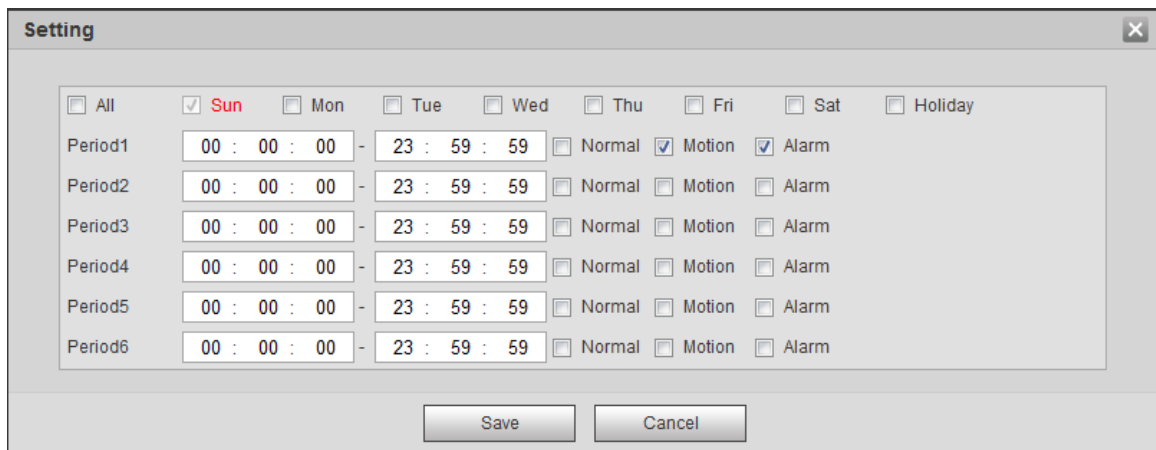 Setting
All Sun Mon Tue Wed Thu Fri Sat Holiday
Period1 00 : 00 : 00 - 23 : 59 : 59 Normal Motion Alarm
Period2 00 : 00 : 00 - 23 : 59 : 59 Normal Motion Alarm
Period3 00 : 00 : 00 - 23 : 59 : 59 Normal Motion Alarm
Period4 00 : 00 : 00 - 23 : 59 : 59 Normal Motion Alarm
Period5 00 : 00 : 00 - 23 : 59 : 59 Normal Motion Alarm
Period6 00 : 00 : 00 - 23 : 59 : 59 Normal Motion Alarm
Save Cancel